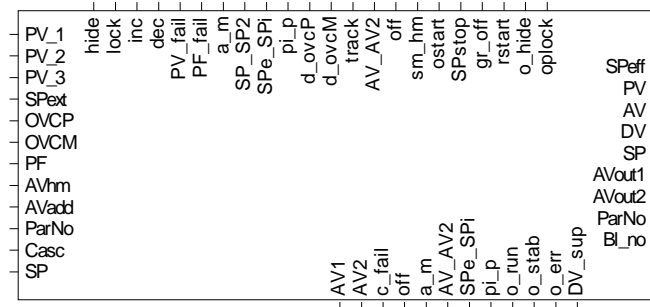 hide
lock
inc
dec
PV_fail
PF_fail
a_m
SP_SP2
SPe_SPi
pi_p
d_ovcP
d_ovcM
track
AV_AV2
off
sm_hm
ostart
SPstop
gr_off
rstart
o_hide
oplock
PV_1
PV_2
PV_3
SPext
OVCP
OVCM
PF
AVhm
AVadd
ParNo
Casc
SP
SPeff
PV
AV
DV
SP
AVout1
AVout2
ParNo
Bl_no
AV1
AV2
c_fail
off
a_m
AV_AV2
SPe_SPi
pi_p
o_run
o_stab
o_err
DV_sup